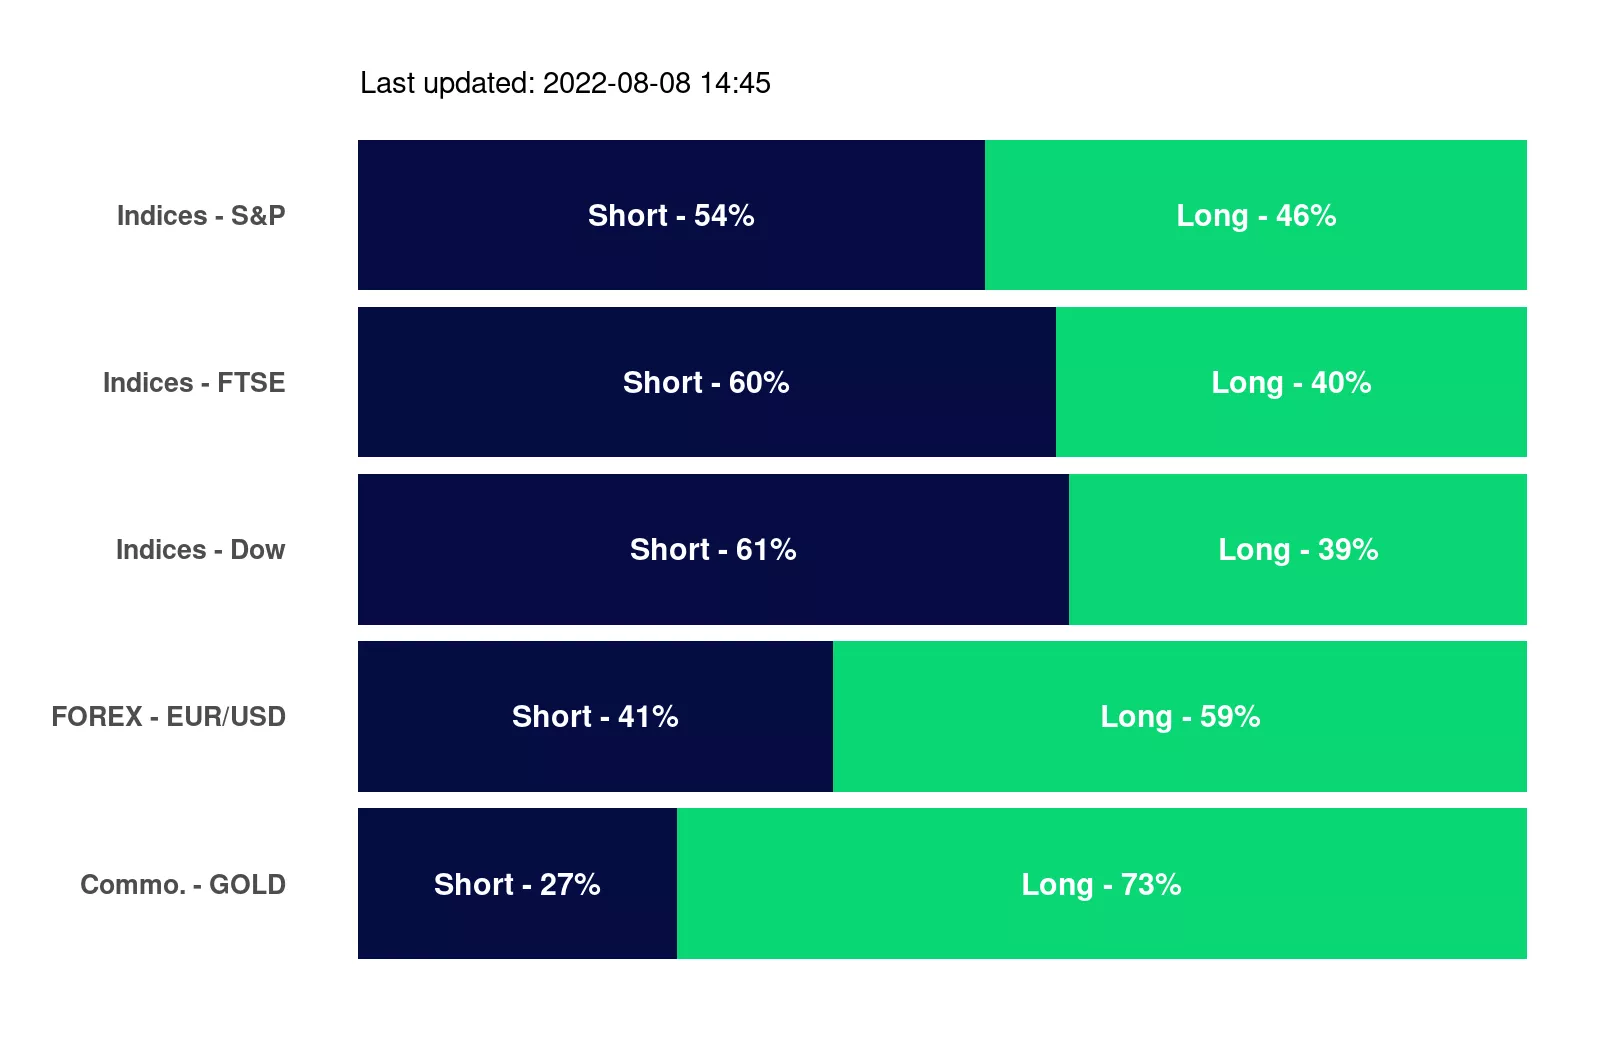 Last updated: 2022-08-08 14:45
Indices - S&P Short - 54% Long - 46%
Indices - FTSE Short - 60% Long - 40%
Indices - Dow Short - 61% Long - 39%
FOREX - EUR/USD Short - 41% Long - 59%
Commo. - GOLD Short - 27% Long - 73%